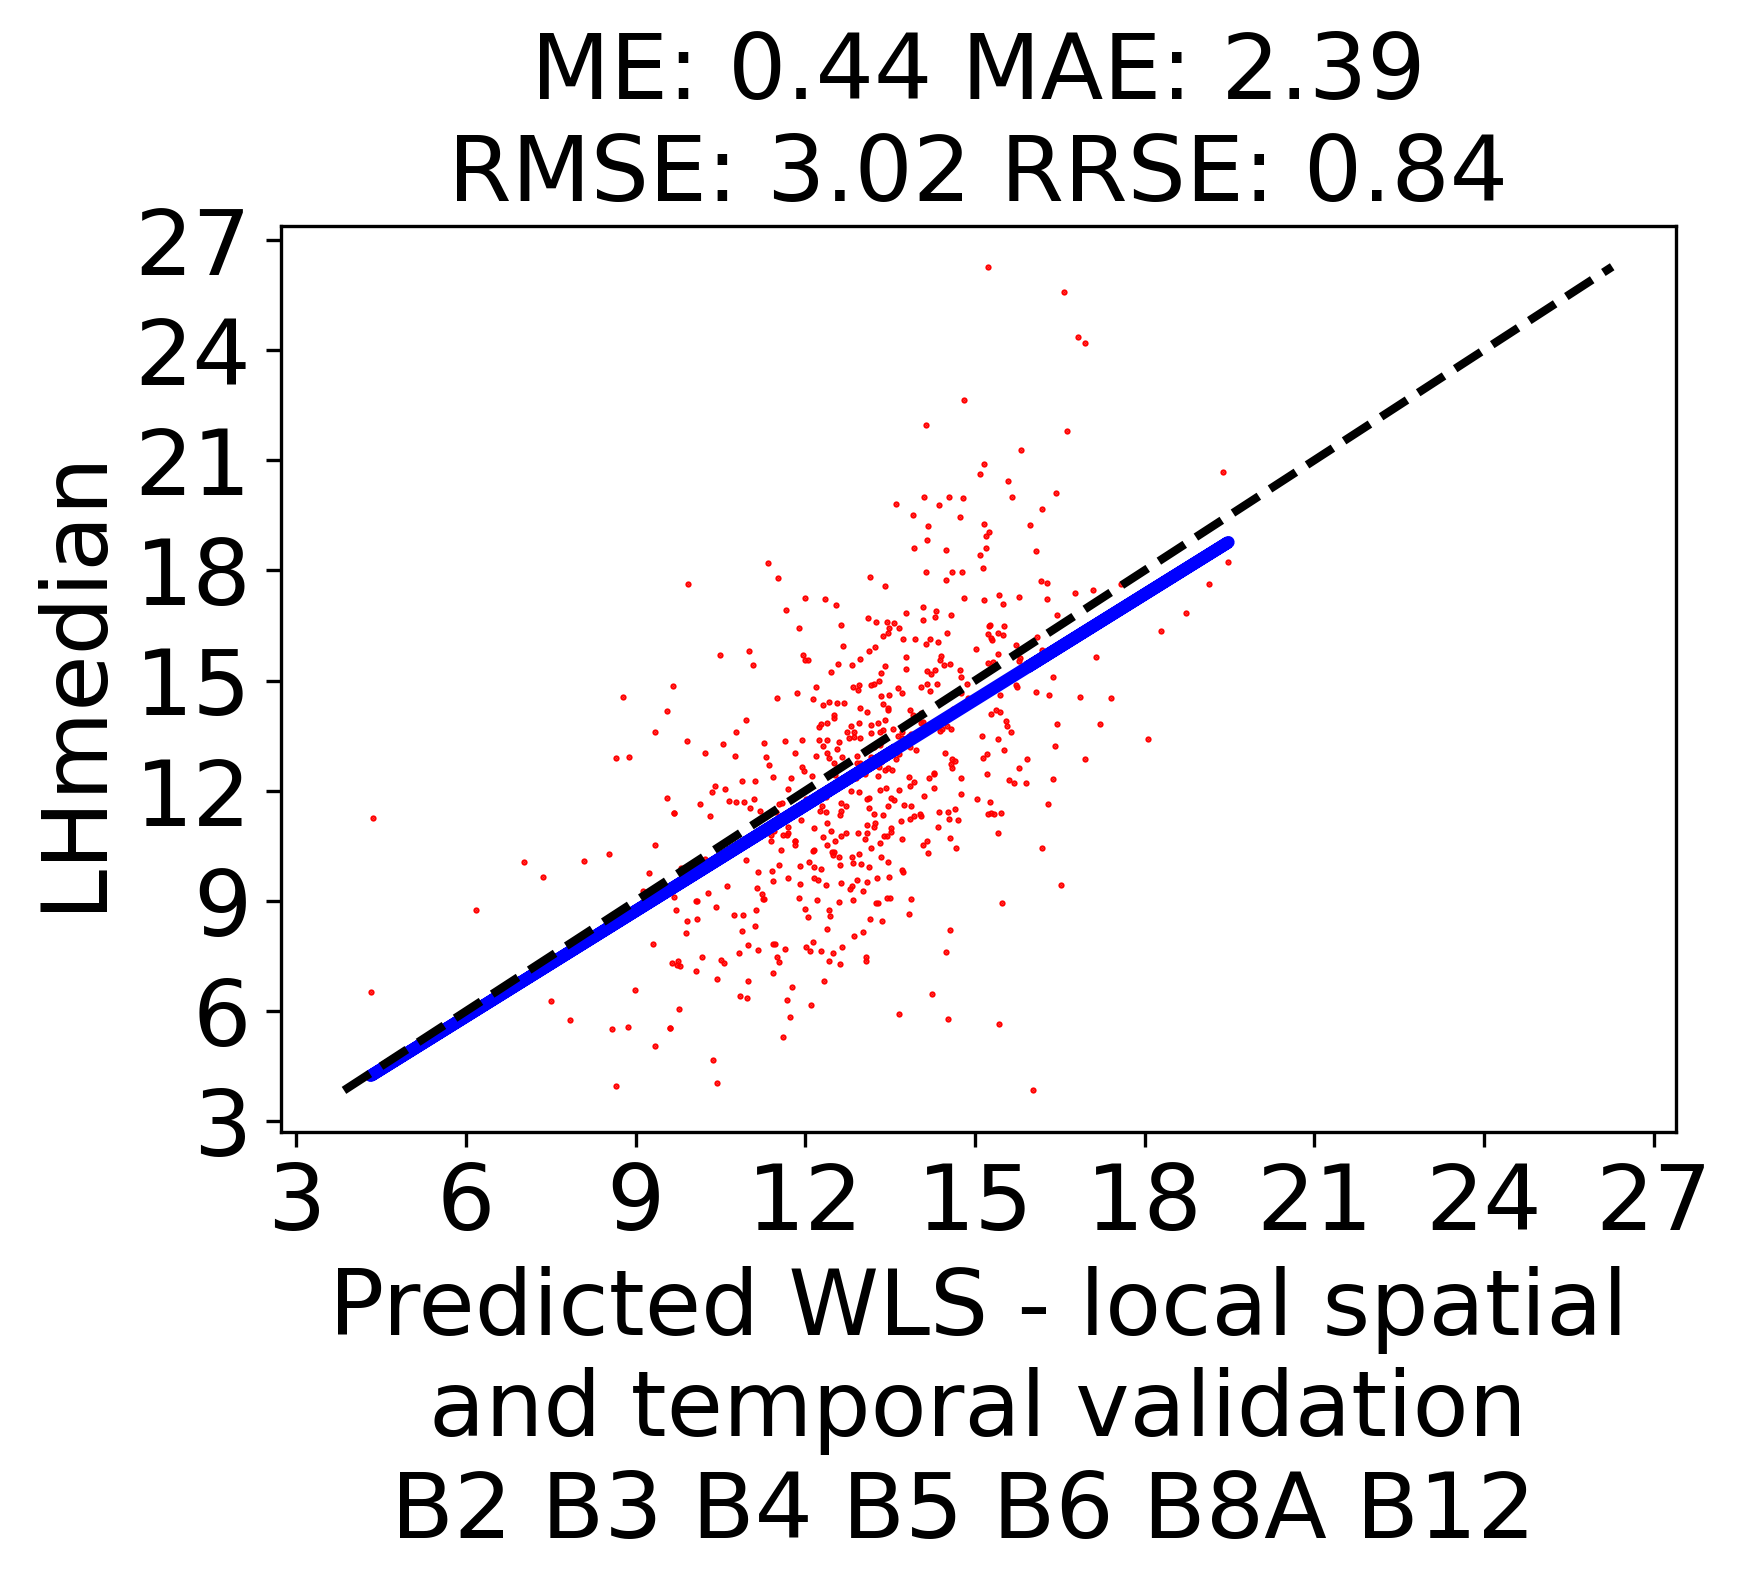 ME: 0.44 MAE: 2.39
RMSE: 3.02 RRSE: 0.84
27
24
21
18
15
12
9
6
3
LHmedian
3 6 9 12 15 18 21 24 27
Predicted WLS - local spatial
and temporal validation
B2 B3 B4 B5 B6 B8A B12